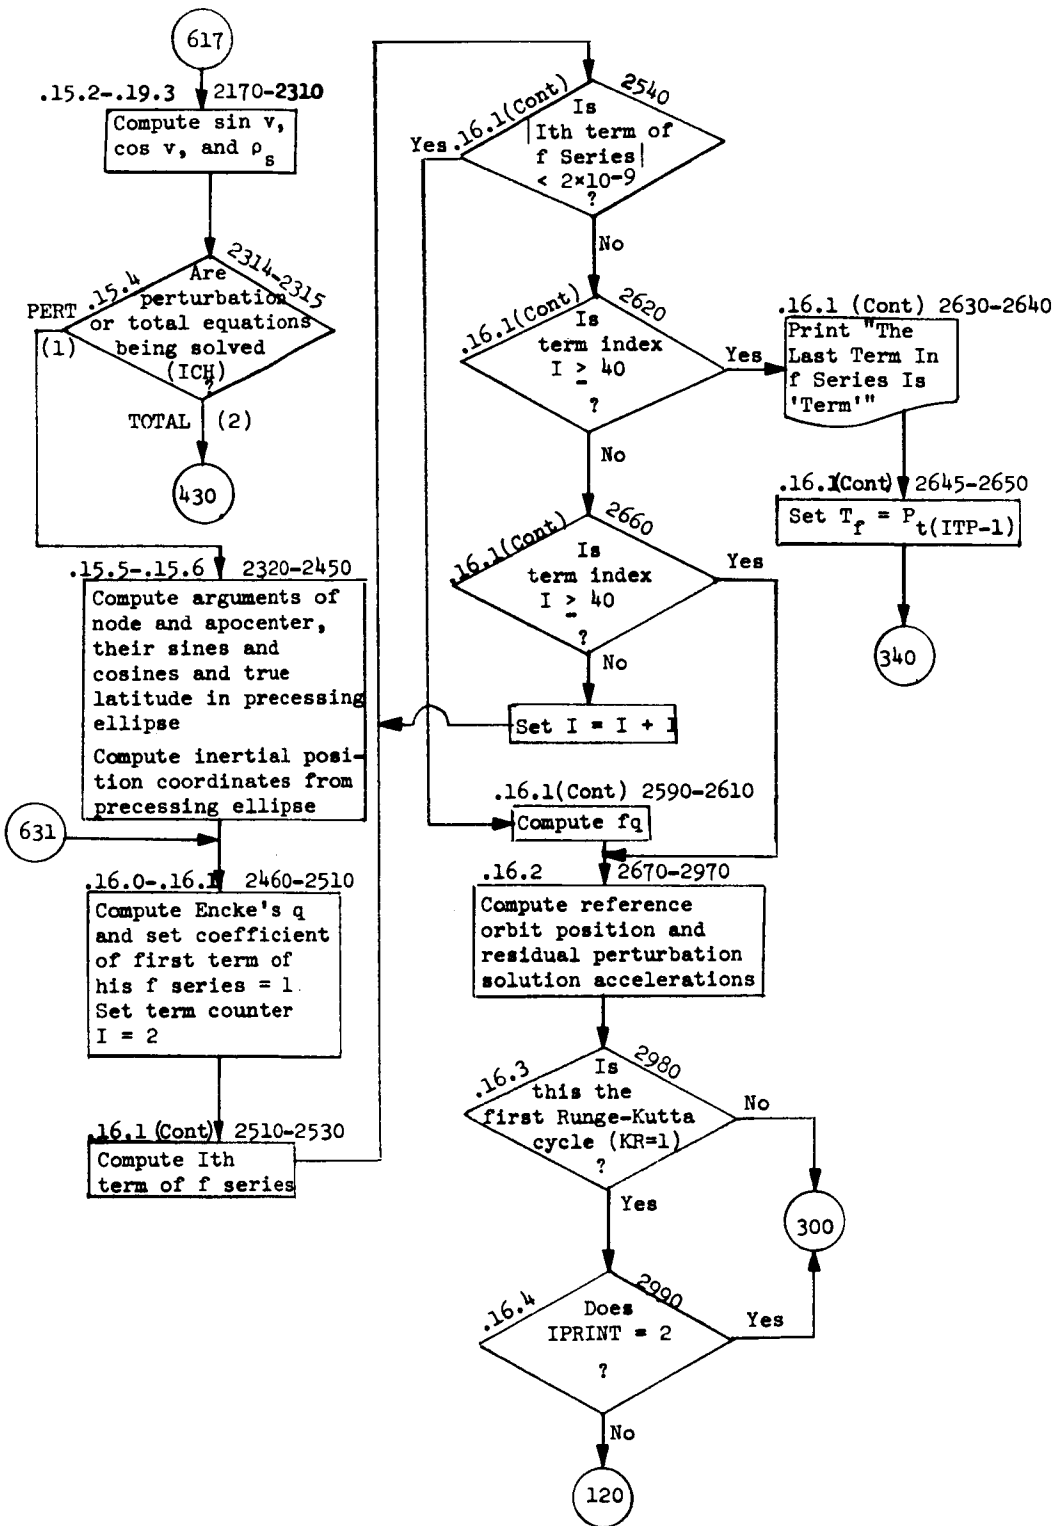 617
.15.2-.19.3 2170-2310
Compute sin v,
cos v, and ρs
.15.4
2314-2315
Are
perturbation
or total equations
being solved
(ICH)
?
PERT
(1)
TOTAL (2)
430
.15.5-.15.6 2320-2450
Compute arguments of
node and apocenter,
their sines and
cosines and true
latitude in precessing
ellipse
Compute inertial posi-
tion coordinates from
precessing ellipse
631
.16.0-.16.1 2460-2510
Compute Encke's q
and set coefficient
of first term of
his f series = 1.
Set term counter
I = 2
.16.1 (Cont) 2510-2530
Compute Ith
term of f series
.16.1(Cont)
2540
Is
|Ith term of
f Series|
< 2×10-9
?
Yes
No
.16.1(Cont)
2620
Is
term index
I ≥ 40
?
Yes
No
.16.1 (Cont) 2630-2640
Print "The
Last Term In
f Series Is
'Term'"
.16.1(Cont) 2645-2650
Set Tf = Pt(ITP-1)
340
.16.1(Cont)
2660
Is
term index
I ≥ 40
?
Yes
No
Set I = I + 1
.16.1(Cont) 2590-2610
Compute fq
.16.2 2670-2970
Compute reference
orbit position and
residual perturbation
solution accelerations
.16.3
2980
Is
this the
first Runge-Kutta
cycle (KR=1)
?
No
Yes
300
.16.4
2990
Does
IPRINT = 2
?
Yes
No
120